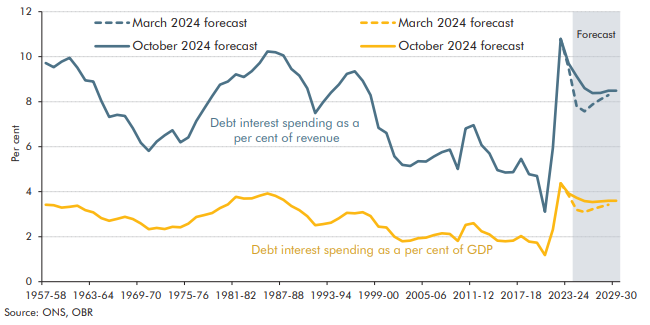 12
10
8
6
4
2
0
Per cent
March 2024 forecast
March 2024 forecast
October 2024 forecast
October 2024 forecast
Forecast
Debt interest spending as a
per cent of revenue
Debt interest spending as a per cent of GDP
1957-58 1963-64 1969-70 1975-76 1981-82 1987-88 1993-94 1999-00 2005-06 2011-12 2017-18 2023-24 2029-30
Source: ONS, OBR